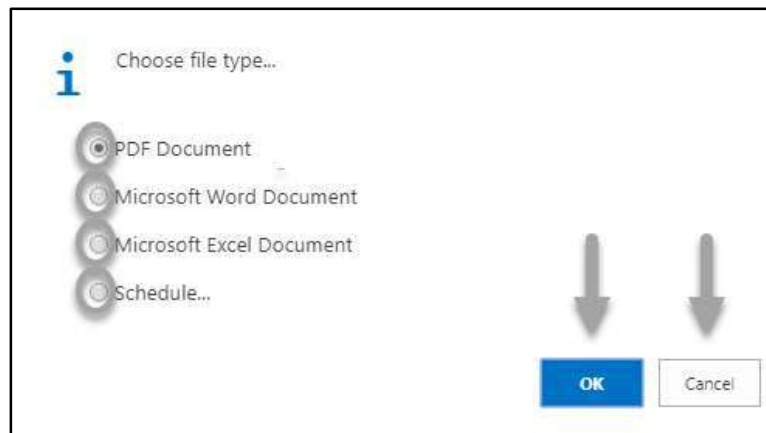 Choose file type...
PDF Document
Microsoft Word Document
Microsoft Excel Document
Schedule...
OK
Cancel